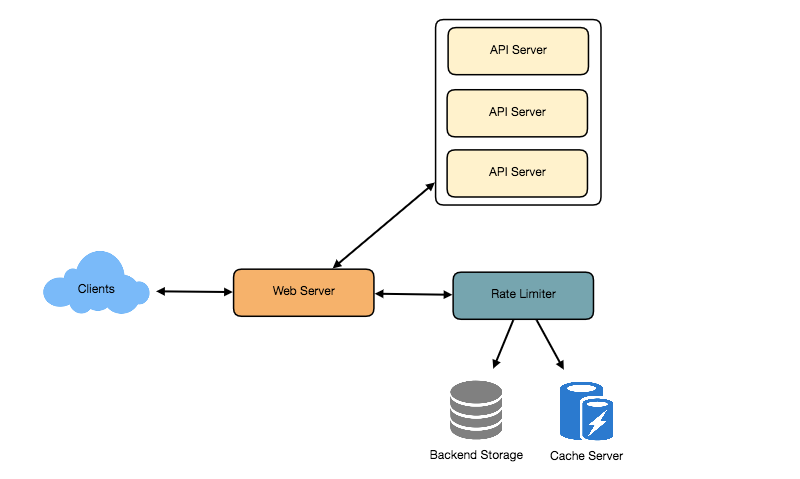 API Server
API Server
API Server
Clients
Web Server
Rate Limiter
Backend Storage
Cache Server